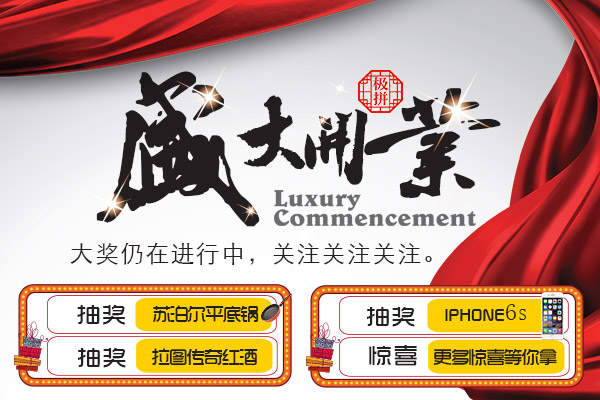 极拼
盛大開業
Luxury
Commencement
大奖仍在进行中，关注关注关注。
抽奖 苏泊尔平底锅
抽奖 拉图传奇红酒
抽奖 IPHONE6s
惊喜 更多惊喜等你拿